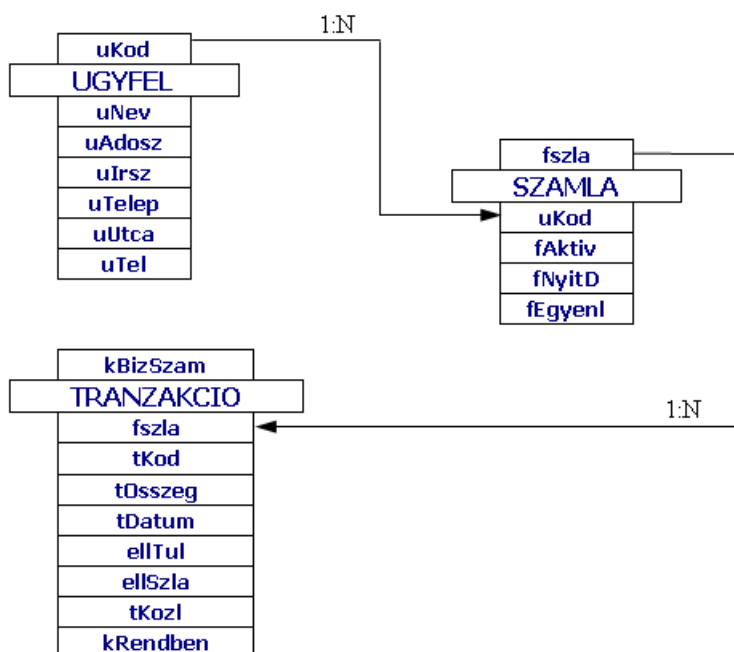 1:N
uKod
UGYFEL
uNev
uAdosz
uIrsz
uTelep
uUtca
uTel
fszla
SZAMLA
uKod
fAktiv
fNyitD
fEgyenl
kBizSzam
TRANZAKCIO
fszla
tKod
tOsszeg
tDatum
ellTul
ellSzla
tKozl
kRendben
1:N